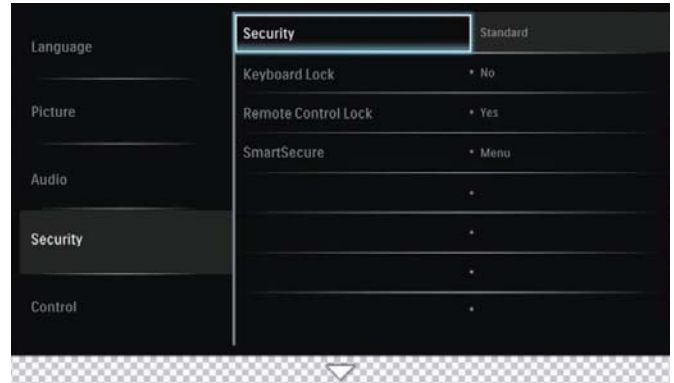 Language
Picture
Audio
Security
Control
Security Standard
Keyboard Lock • No
Remote Control Lock • Yes
SmartSecure • Menu
•
•
•
•